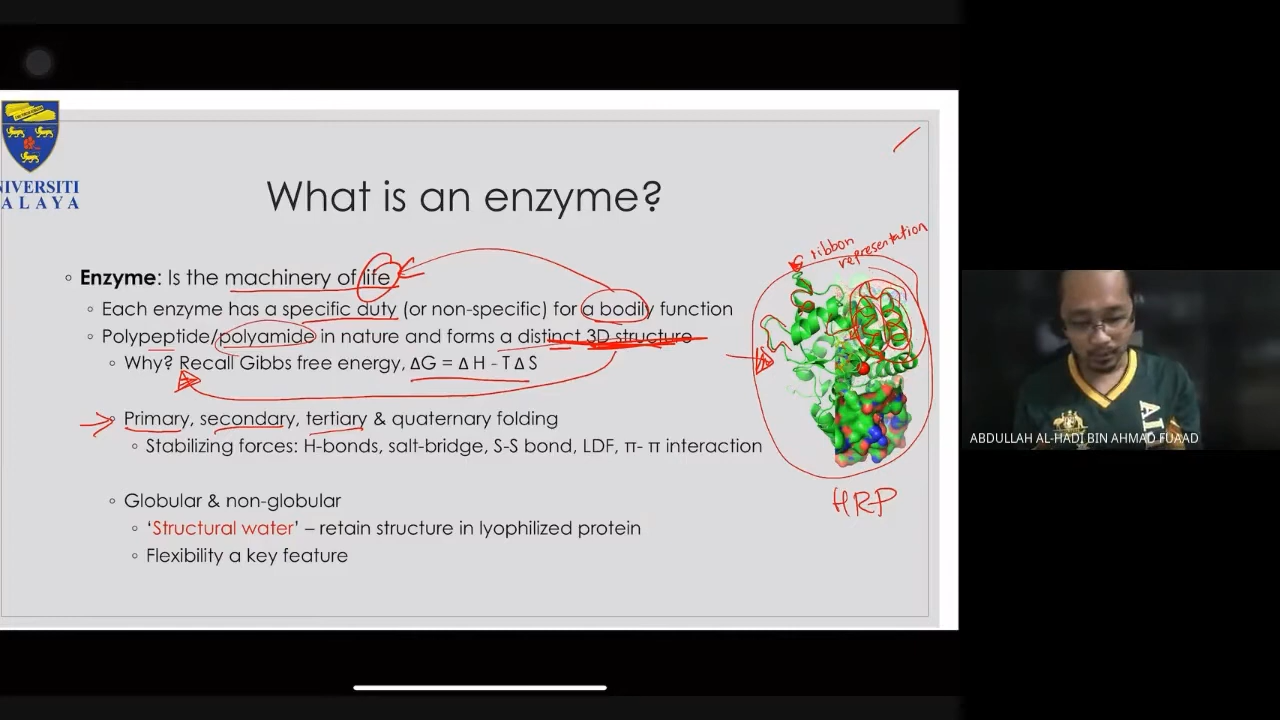 NIVERSITI
ALAYA
What is an enzyme?
ribbon
representation
Enzyme: Is the machinery of life
Each enzyme has a specific duty (or non-specific) for a bodily function
Polypeptide/polyamide in nature and forms a distinct 3D structure
Why? Recall Gibbs free energy, ΔG = Δ H - T Δ S
Primary, secondary, tertiary & quaternary folding
Stabilizing forces: H-bonds, salt-bridge, S-S bond, LDF, π- π interaction
HRP
Globular & non-globular
‘Structural water’ – retain structure in lyophilized protein
Flexibility a key feature
ABDULLAH AL-HADI BIN AHMAD FUAAD